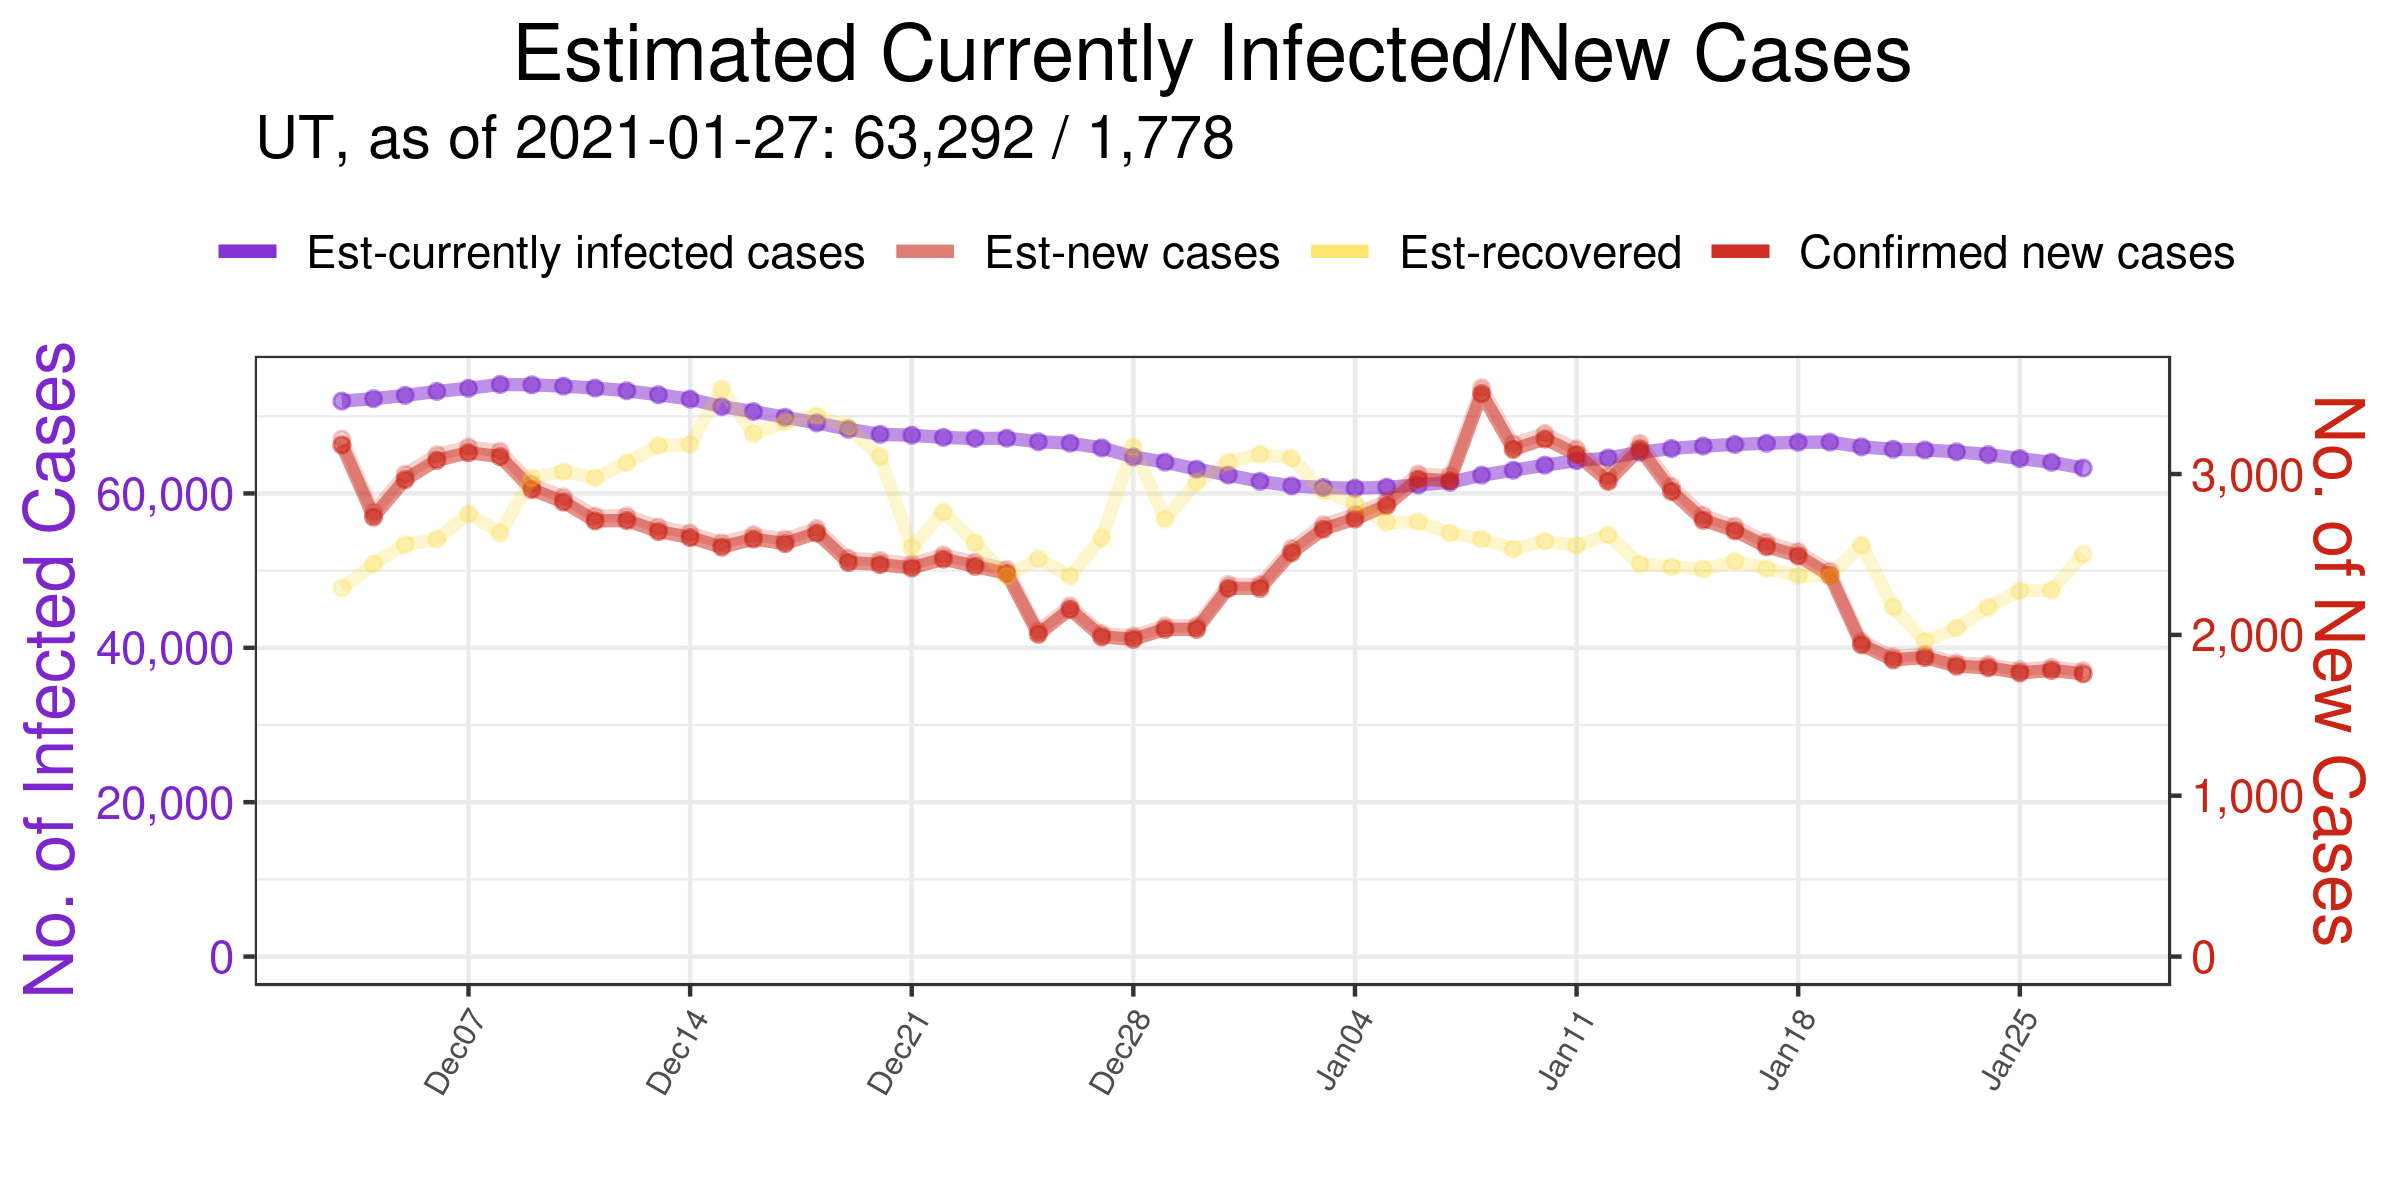 Estimated Currently Infected/New Cases
UT, as of 2021-01-27: 63,292 / 1,778
Est-currently infected cases Est-new cases Est-recovered Confirmed new cases
No. of Infected Cases
60,000
40,000
20,000
0
3,000
2,000
1,000
0
No. of New Cases
Dec07 Dec14 Dec21 Dec28 Jan04 Jan11 Jan18 Jan25